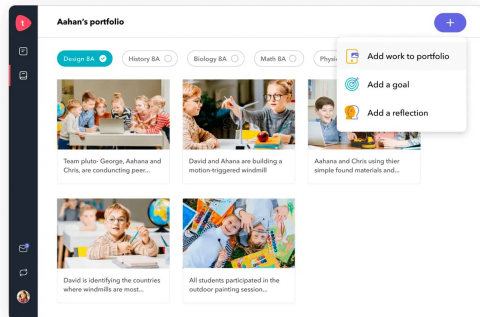 t
Aahan's portfolio
+
Design 8A
History 8A
Biology 8A
Math 8A
Physi
Add work to portfolio
Add a goal
Add a reflection
Team pluto- George, Aahana and
Chris, are conduncting peer...
David and Ahana are building a
motion-triggered windmill
Aahana and Chris using thier
simple found materials and...
David is identifying the countries
where windmills are most...
All students participated in the
outdoor painting session...